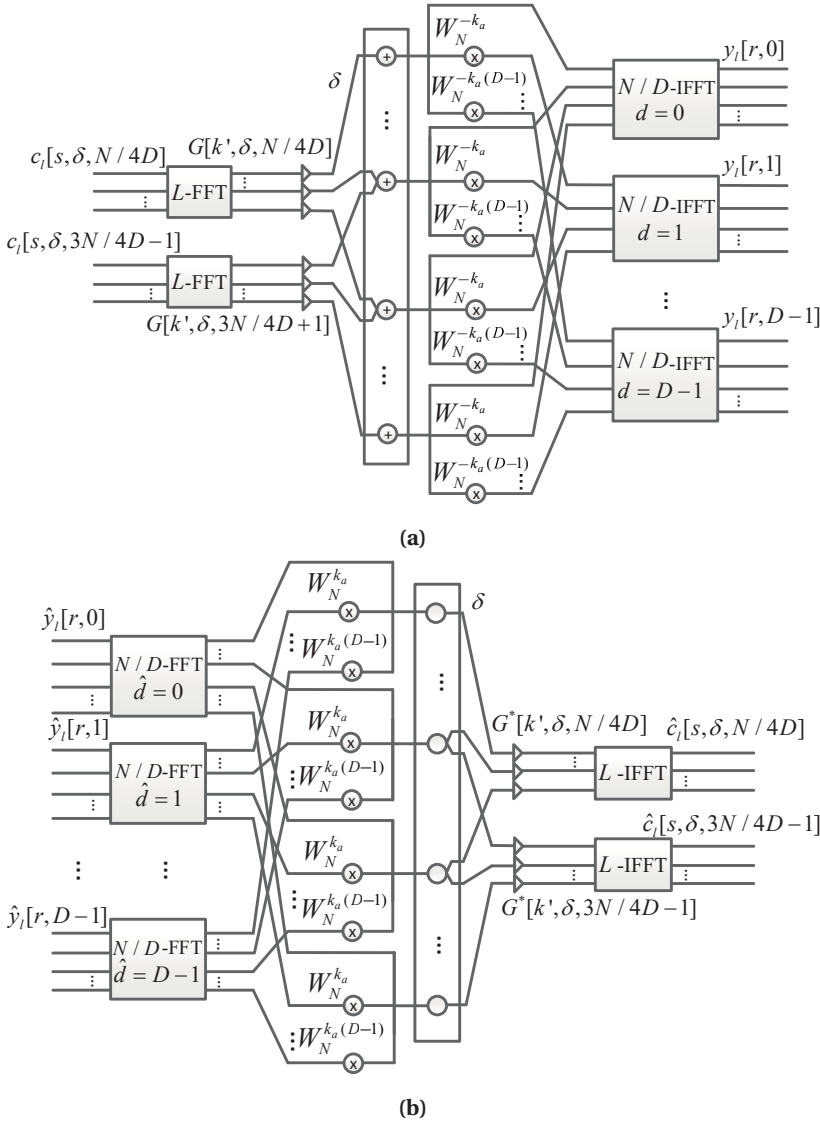 W_N^{-k_a}
y_l[r,0]
δ
+
x
W_N^{-k_a(D−1)}
x
N / D-IFFT
d = 0
c_l[s,δ,N / 4D]
G[k',δ,N / 4D]
L-FFT
W_N^{-k_a}
+
x
y_l[r,1]
W_N^{-k_a(D−1)}
x
N / D-IFFT
d = 1
c_l[s,δ,3N / 4D−1]
L-FFT
G[k',δ,3N / 4D+1]
W_N^{-k_a}
+
x
y_l[r,D−1]
W_N^{-k_a(D−1)}
x
N / D-IFFT
d = D−1
W_N^{-k_a}
+
x
W_N^{-k_a(D−1)}
x
(a)
W_N^{k_a}
x
δ
ŷ_l[r,0]
W_N^{k_a(D−1)}
x
N / D-FFT
d̂ = 0
W_N^{k_a}
x
G^*[k',δ,N / 4D]
ĉ_l[s,δ,N / 4D]
L -IFFT
ŷ_l[r,1]
N / D-FFT
d̂ = 1
W_N^{k_a(D−1)}
x
ĉ_l[s,δ,3N / 4D−1]
W_N^{k_a}
x
L -IFFT
G^*[k',δ,3N / 4D−1]
ŷ_l[r,D−1]
W_N^{k_a(D−1)}
x
N / D-FFT
d̂ = D−1
W_N^{k_a}
x
W_N^{k_a(D−1)}
x
(b)